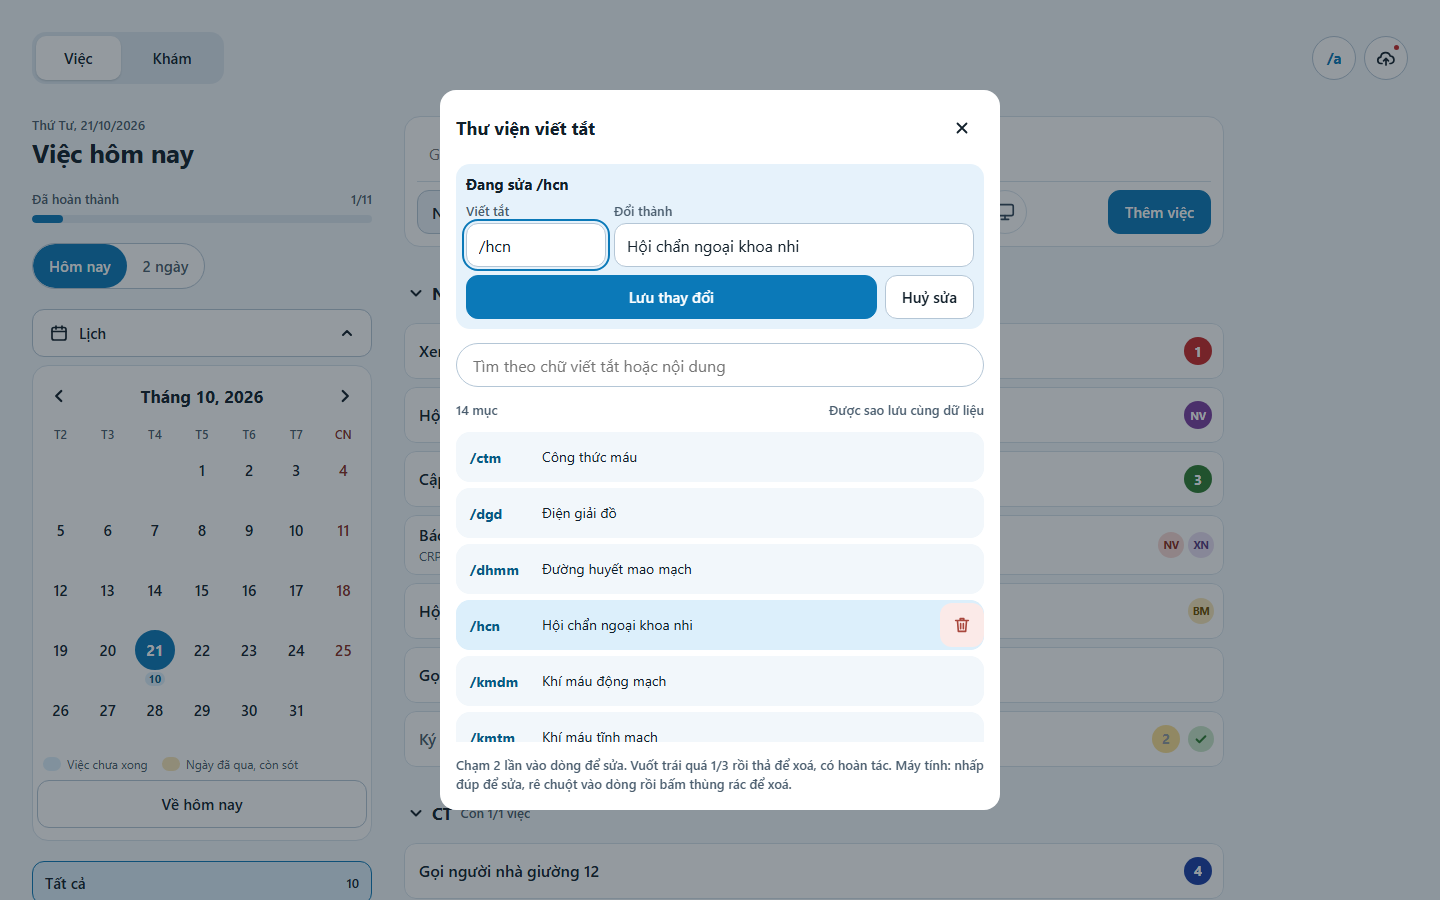 Việc
Khám
/a
Thứ Tư, 21/10/2026
Việc hôm nay
Đã hoàn thành
1/11
Hôm nay
2 ngày
Lịch
Tháng 10, 2026
T2 T3 T4 T5 T6 T7 CN
1 2 3 4
5 6 7 8 9 10 11
12 13 14 15 16 17 18
19 20 21 22 23 24 25
10
26 27 28 29 30 31
Việc chưa xong
Ngày đã qua, còn sót
Về hôm nay
Tất cả
10
Thêm việc
1
NV
3
CRP
NV XN
BM
Ký
2
CT
Còn 1/1 việc
Gọi người nhà giường 12
4
Thư viện viết tắt
Đang sửa /hcn
Viết tắt
Đổi thành
/hcn
Hội chẩn ngoại khoa nhi
Lưu thay đổi
Huỷ sửa
Tìm theo chữ viết tắt hoặc nội dung
14 mục
Được sao lưu cùng dữ liệu
/ctm Công thức máu
/dgd Điện giải đồ
/dhmm Đường huyết mao mạch
/hcn Hội chẩn ngoại khoa nhi
/kmdm Khí máu động mạch
/kmtm Khí máu tĩnh mạch
Chạm 2 lần vào dòng để sửa. Vuốt trái quá 1/3 rồi thả để xoá, có hoàn tác. Máy tính: nhấp
đúp để sửa, rê chuột vào dòng rồi bấm thùng rác để xoá.